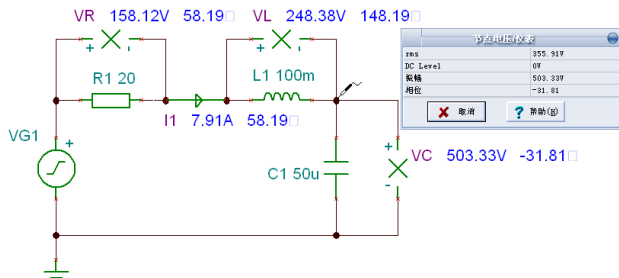 VR 158.12V 58.19□
VL 248.38V 148.19□
R1 20
L1 100m
I1 7.91A 58.19□
VG1
C1 50u
VC 503.33V -31.81□
节点电压/仪表
rms 355.91V
DC Level 0V
振幅 503.33V
相位 -31.81
取消
帮助(H)